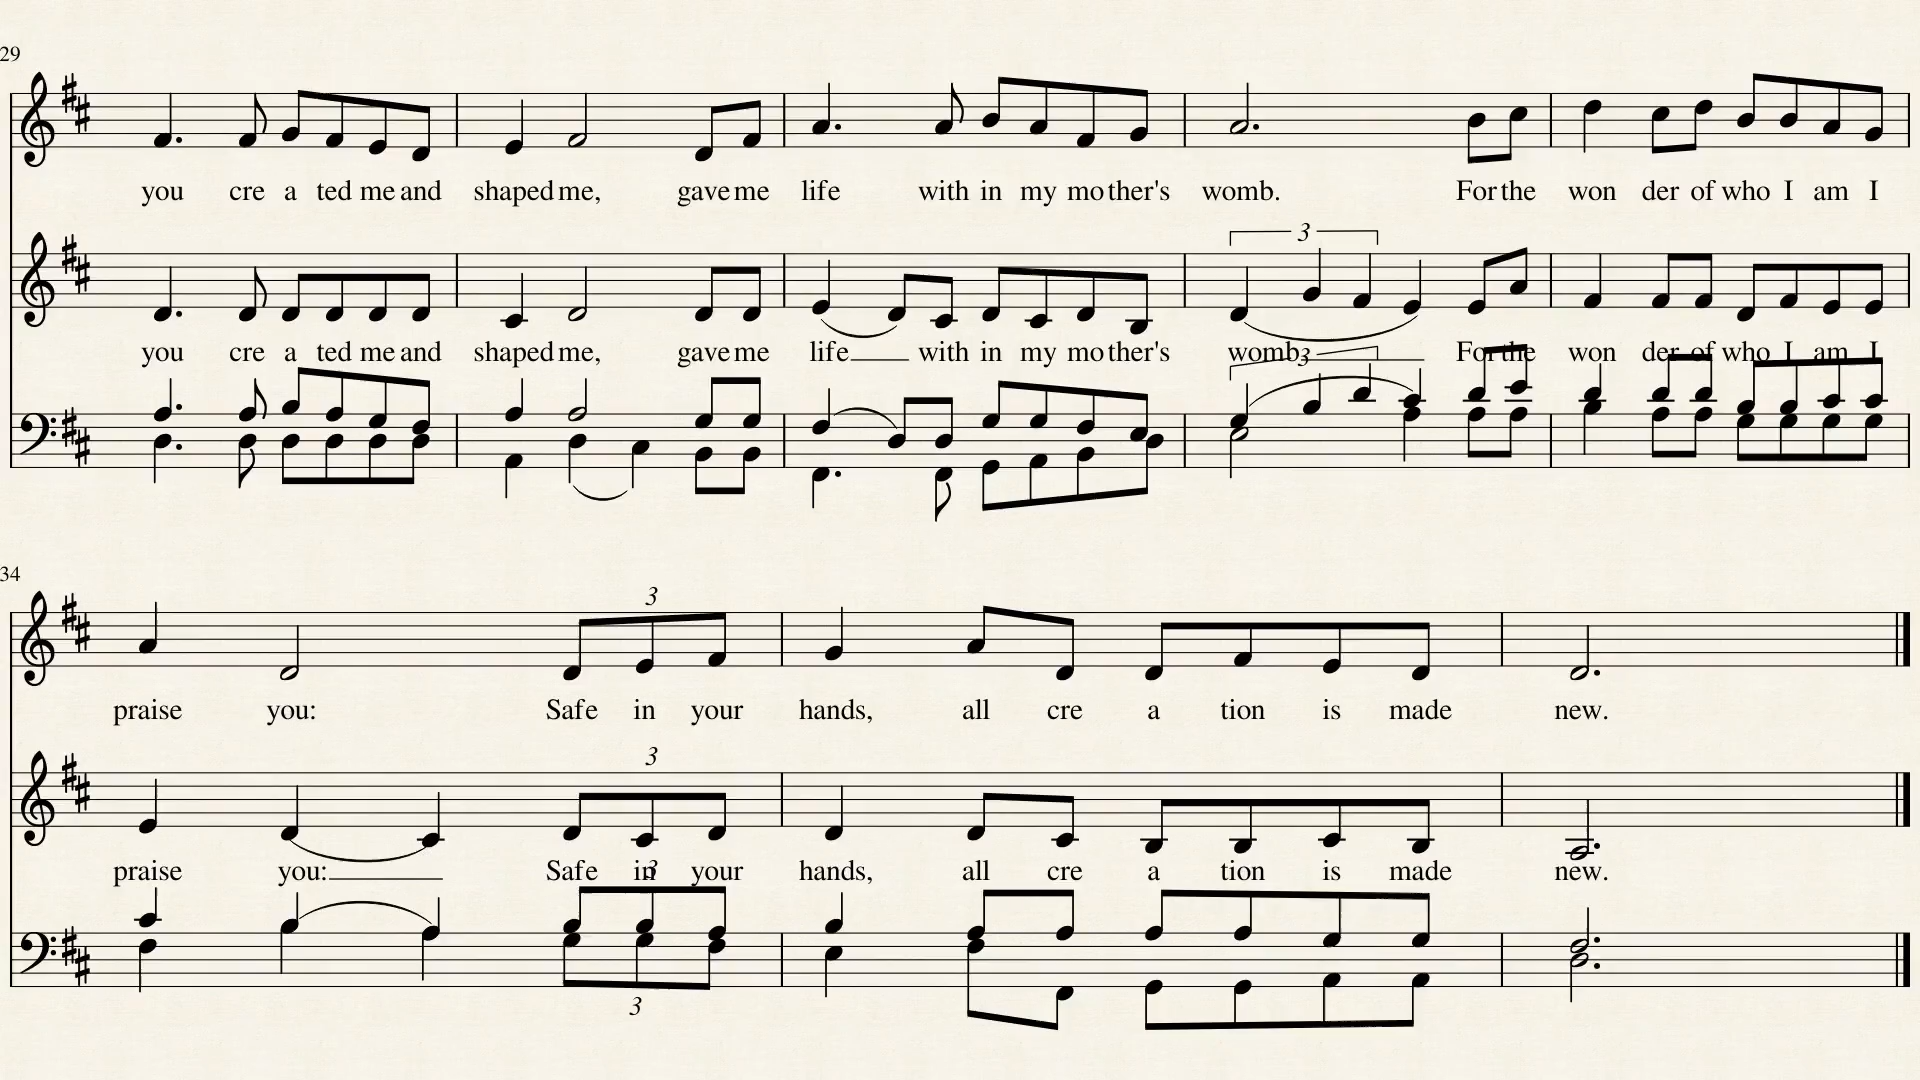 29
you cre a ted me and shaped me, gave me life with in my mo ther's womb. For the won der of who I am I
3
you cre a ted me and shaped me, gave me life with in my mo ther's womb. For the won der of who I am I
3
34
3
praise you: Safe in your hands, all cre a tion is made new.
3
praise you: Safe in your hands, all cre a tion is made new.
3
3